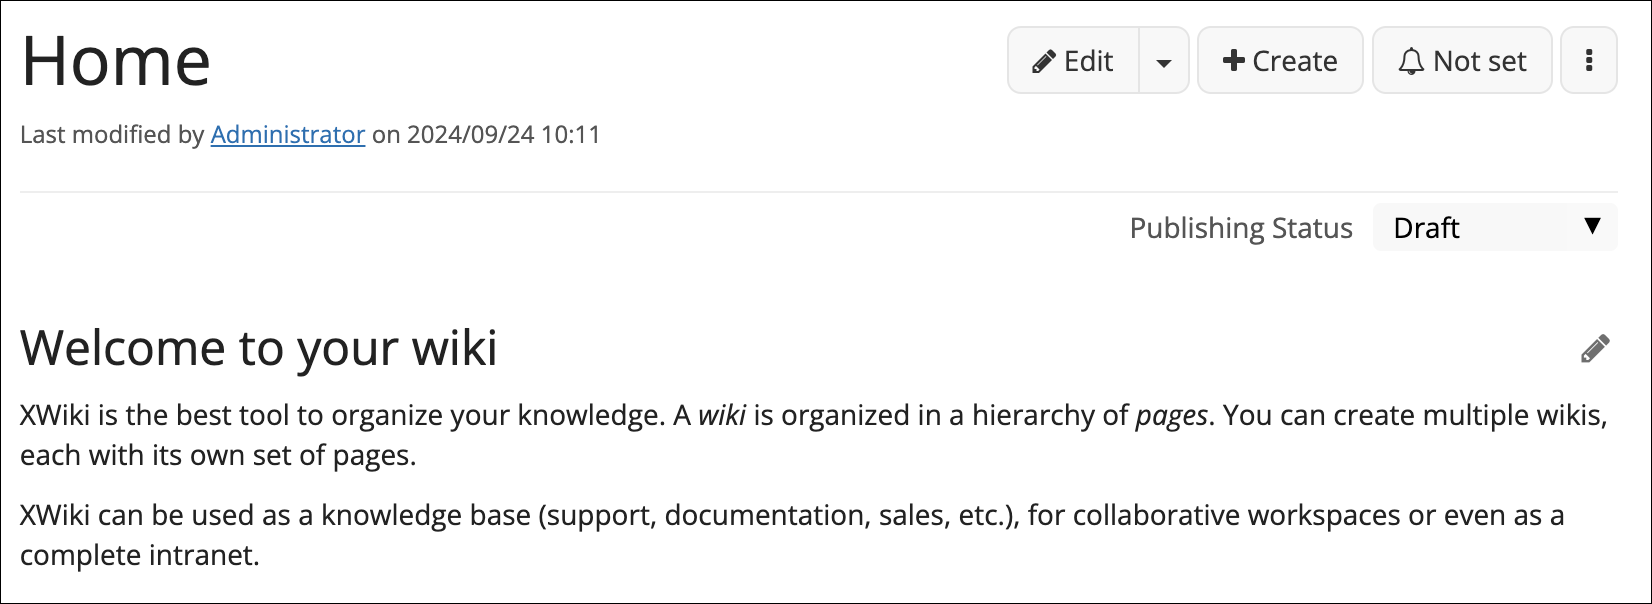 Home
Edit
Create
Not set
Last modified by Administrator on 2024/09/24 10:11
Publishing Status Draft
Welcome to your wiki
XWiki is the best tool to organize your knowledge. A wiki is organized in a hierarchy of pages. You can create multiple wikis,
each with its own set of pages.
XWiki can be used as a knowledge base (support, documentation, sales, etc.), for collaborative workspaces or even as a
complete intranet.